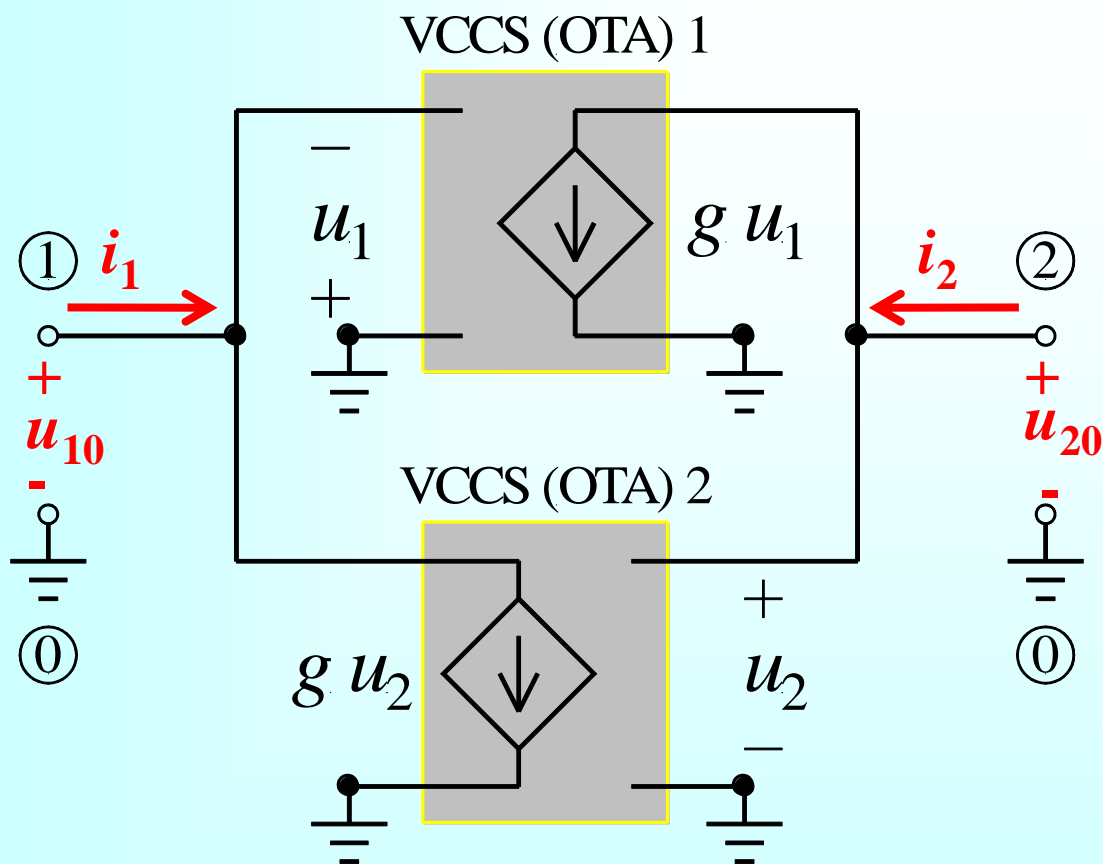 VCCS (OTA) 1
−
u1
+
g u1
① i1
i2 ②
+
u10
-
+
u20
-
VCCS (OTA) 2
⓪
g u2
+
u2
−
⓪